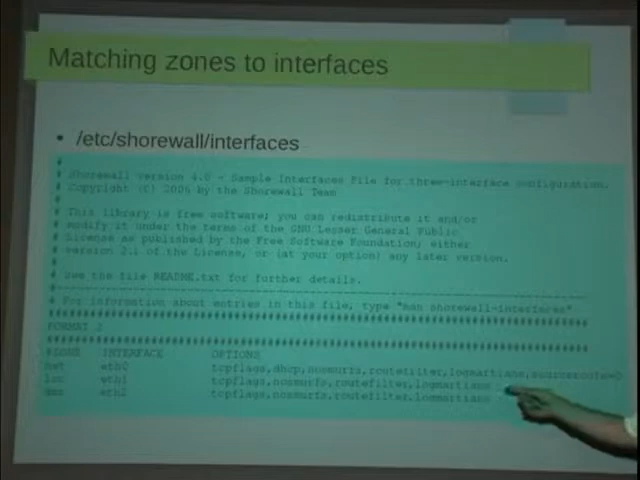 Matching zones to interfaces
• /etc/shorewall/interfaces
#
# Shorewall version 4.0 - Sample Interfaces File for three-interface configuration.
# Copyright (C) 2006 by the Shorewall Team
#
# This library is free software; you can redistribute it and/or
# modify it under the terms of the GNU Lesser General Public
# License as published by the Free Software Foundation; either
# version 2.1 of the License, or (at your option) any later version.
#
# See the file README.txt for further details.
#------------------------------------------------------------------------------
# For information about entries in this file, type "man shorewall-interfaces"
###############################################################################
FORMAT 2
###############################################################################
#ZONE INTERFACE OPTIONS
net eth0 tcpflags,dhcp,nosmurfs,routefilter,logmartians,sourceroute=0
loc eth1 tcpflags,nosmurfs,routefilter,logmartians
dmz eth2 tcpflags,nosmurfs,routefilter,logmartians